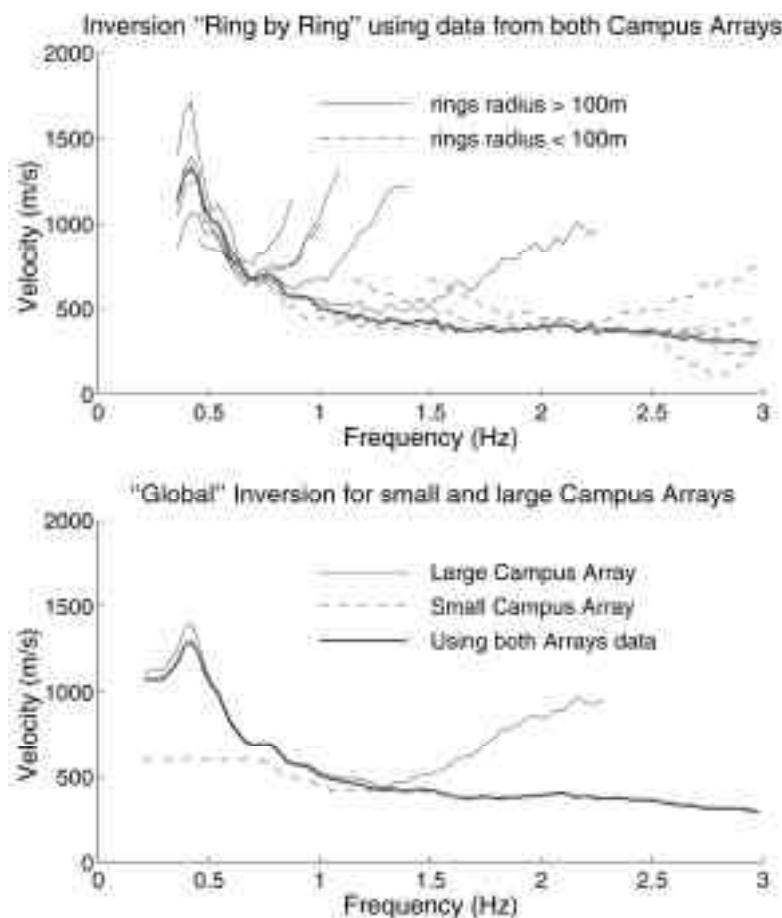 Inversion "Ring by Ring" using data from both Campus Arrays
2000
1500
1000
500
0
Velocity (m/s)
rings radius > 100m
rings radius < 100m
0
0.5
1
1.5
2
2.5
3
Frequency (Hz)
"Global" Inversion for small and large Campus Arrays
2000
1500
1000
500
0
Velocity (m/s)
Large Campus Array
Small Campus Array
Using both Arrays data
0
0.5
1
1.5
2
2.5
3
Frequency (Hz)